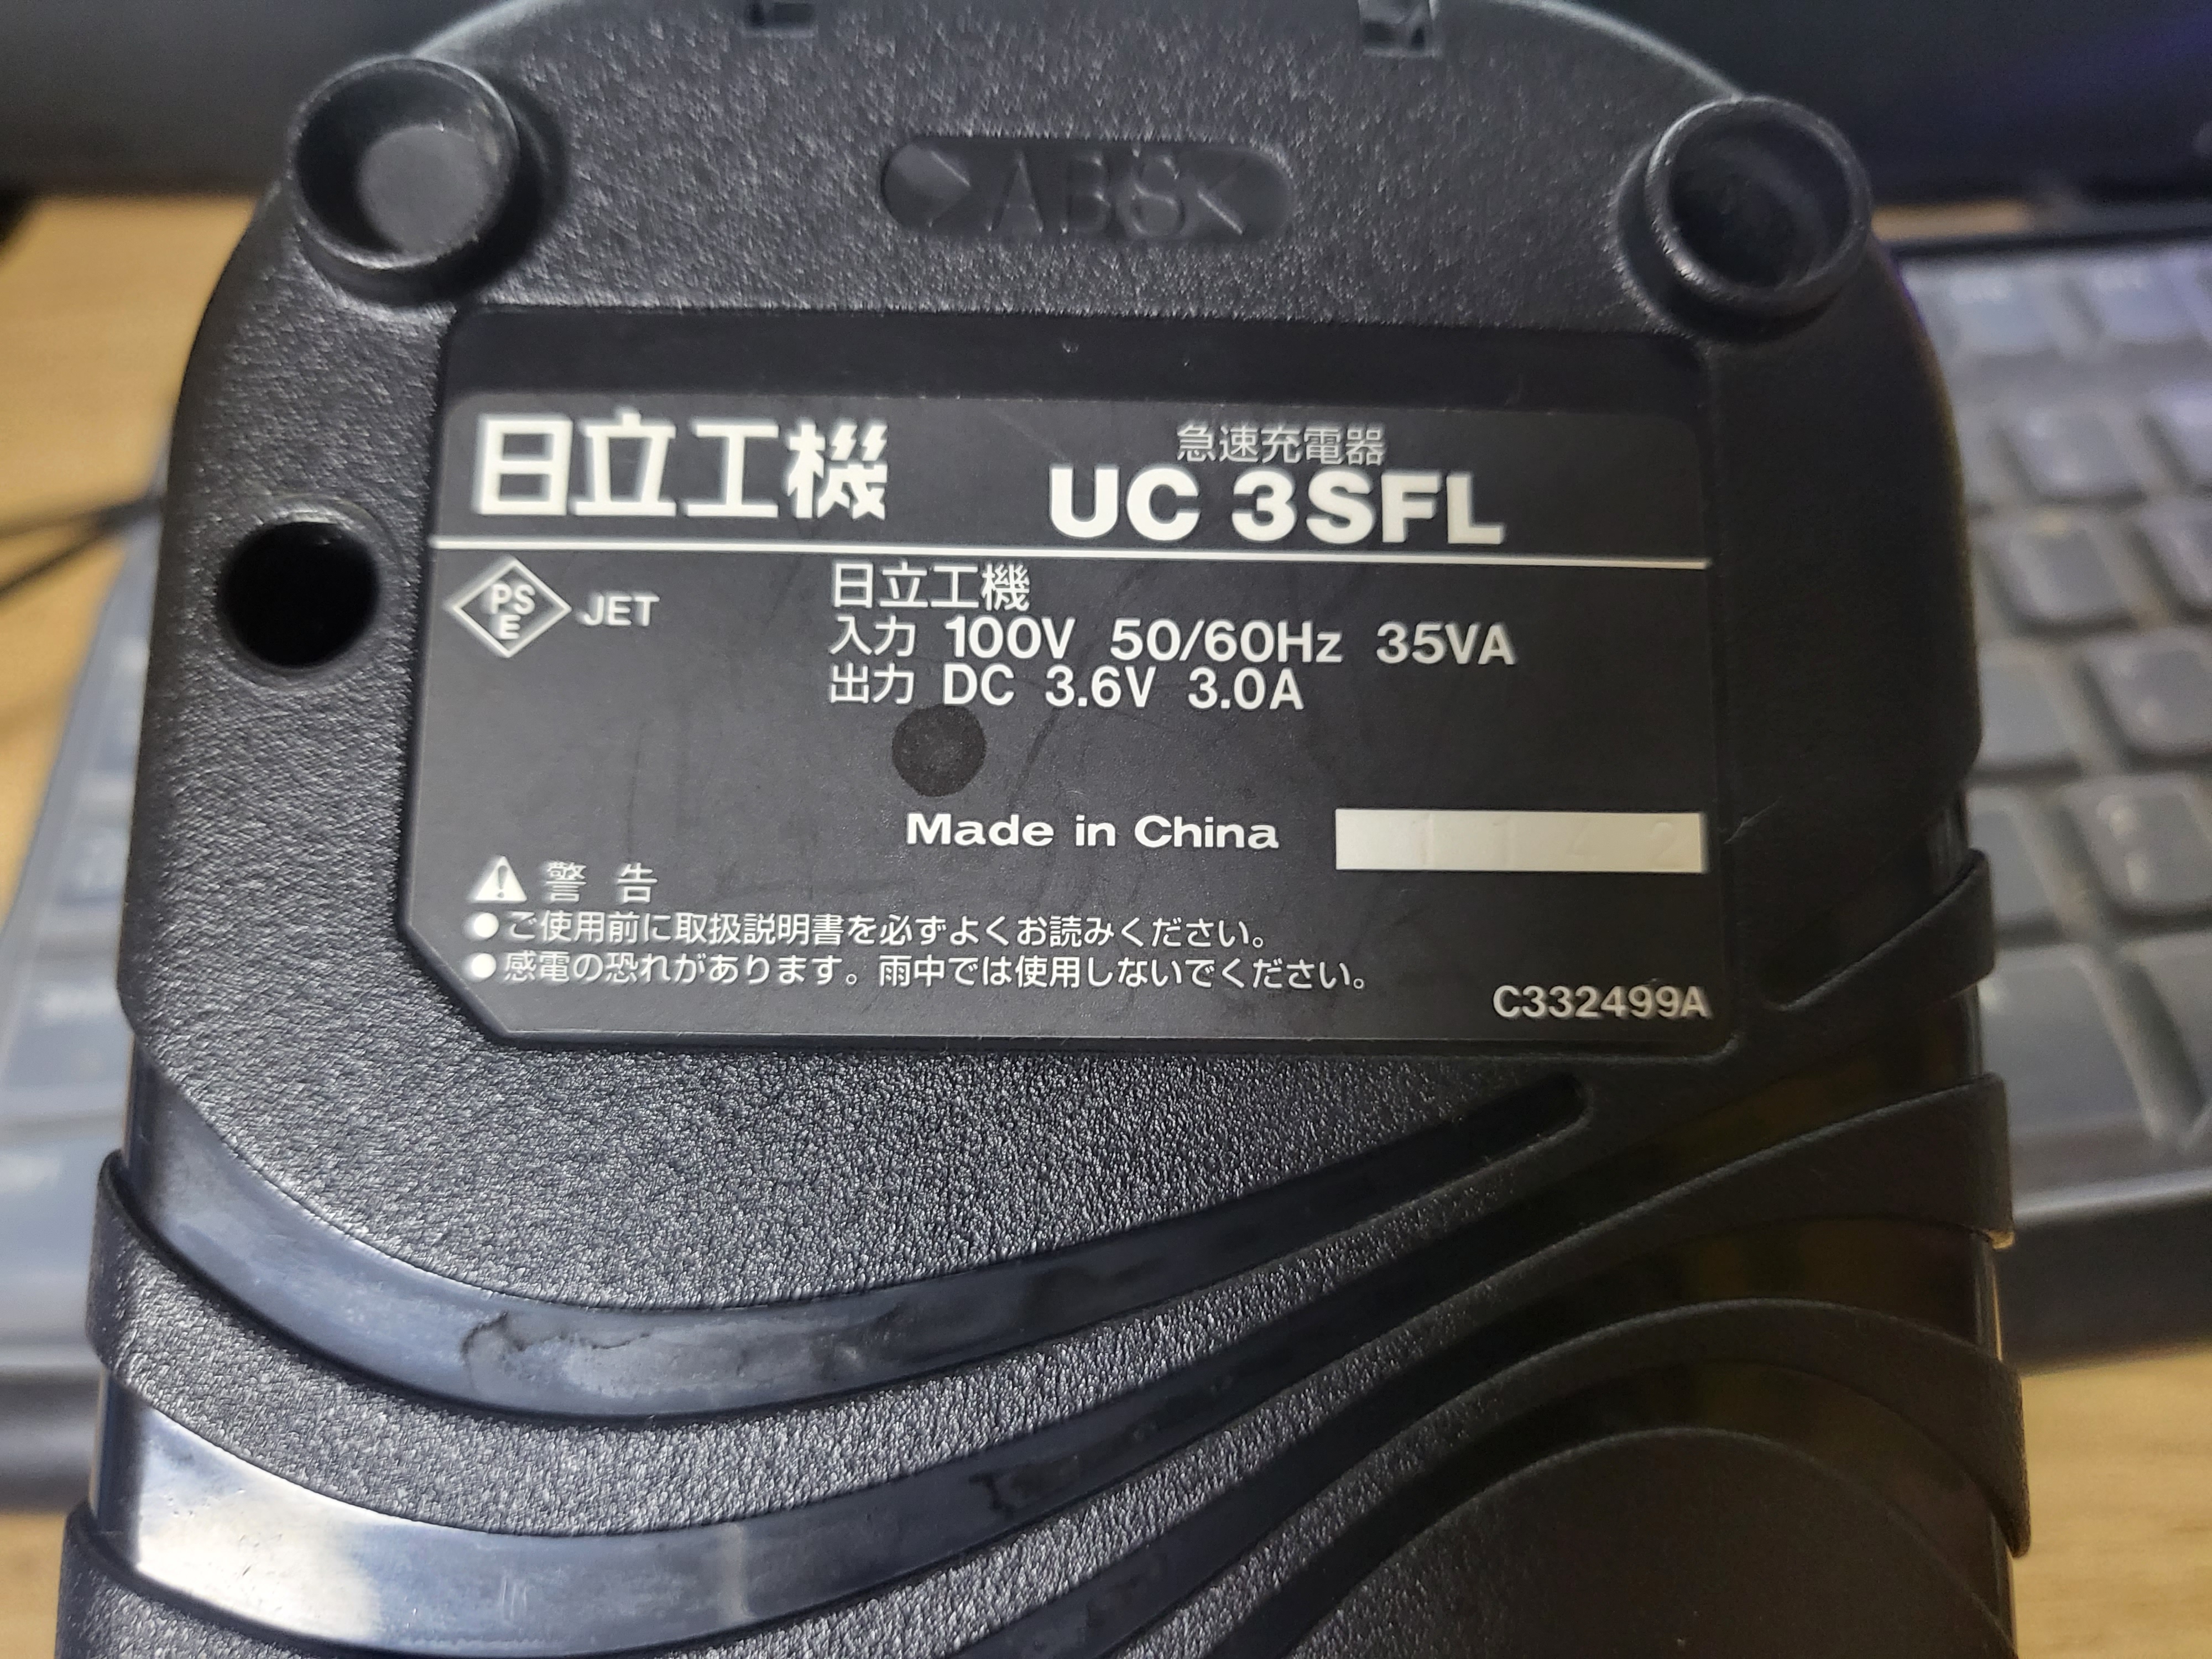 >ABS<
日立工機
急速充電器
UC 3SFL
PS
E
JET
日立工機
入力 100V 50/60Hz 35VA
出力 DC 3.6V 3.0A
Made in China
警告
●ご使用前に取扱説明書を必ずよくお読みください。
●感電の恐れがあります。雨中では使用しないでください。
C332499A